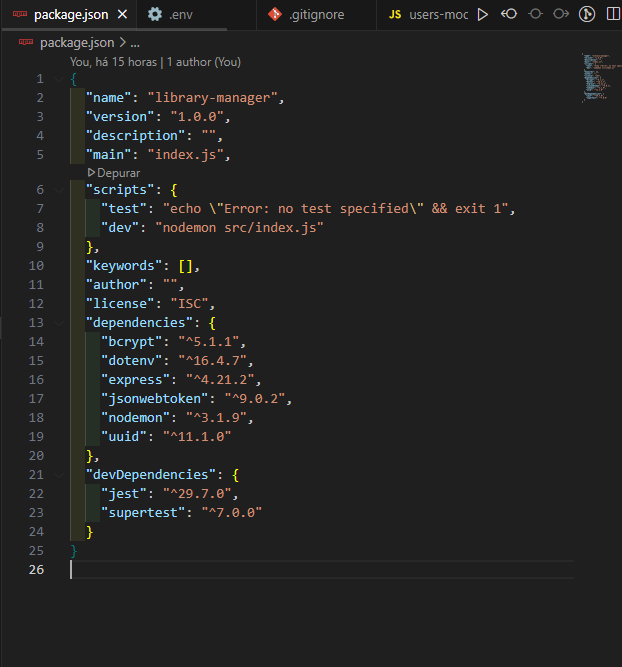 package.json
.env
.gitignore
JS users-moc
package.json > ...
You, há 15 horas | 1 author (You)
1 {
2 "name": "library-manager",
3 "version": "1.0.0",
4 "description": "",
5 "main": "index.js",
Depurar
6 "scripts": {
7 "test": "echo \"Error: no test specified\" && exit 1",
8 "dev": "nodemon src/index.js"
9 },
10 "keywords": [],
11 "author": "",
12 "license": "ISC",
13 "dependencies": {
14 "bcrypt": "^5.1.1",
15 "dotenv": "^16.4.7",
16 "express": "^4.21.2",
17 "jsonwebtoken": "^9.0.2",
18 "nodemon": "^3.1.9",
19 "uuid": "^11.1.0"
20 },
21 "devDependencies": {
22 "jest": "^29.7.0",
23 "supertest": "^7.0.0"
24 }
25 }
26